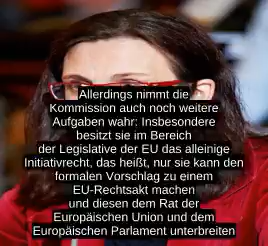 Allerdings nimmt die
Kommission auch noch weitere
Aufgaben wahr: Insbesondere
besitzt sie im Bereich
der Legislative der EU das alleinige
Initiativrecht, das heißt, nur sie kann den
formalen Vorschlag zu einem
EU-Rechtsakt machen
und diesen dem Rat der
Europäischen Union und dem
Europäischen Parlament unterbreiten